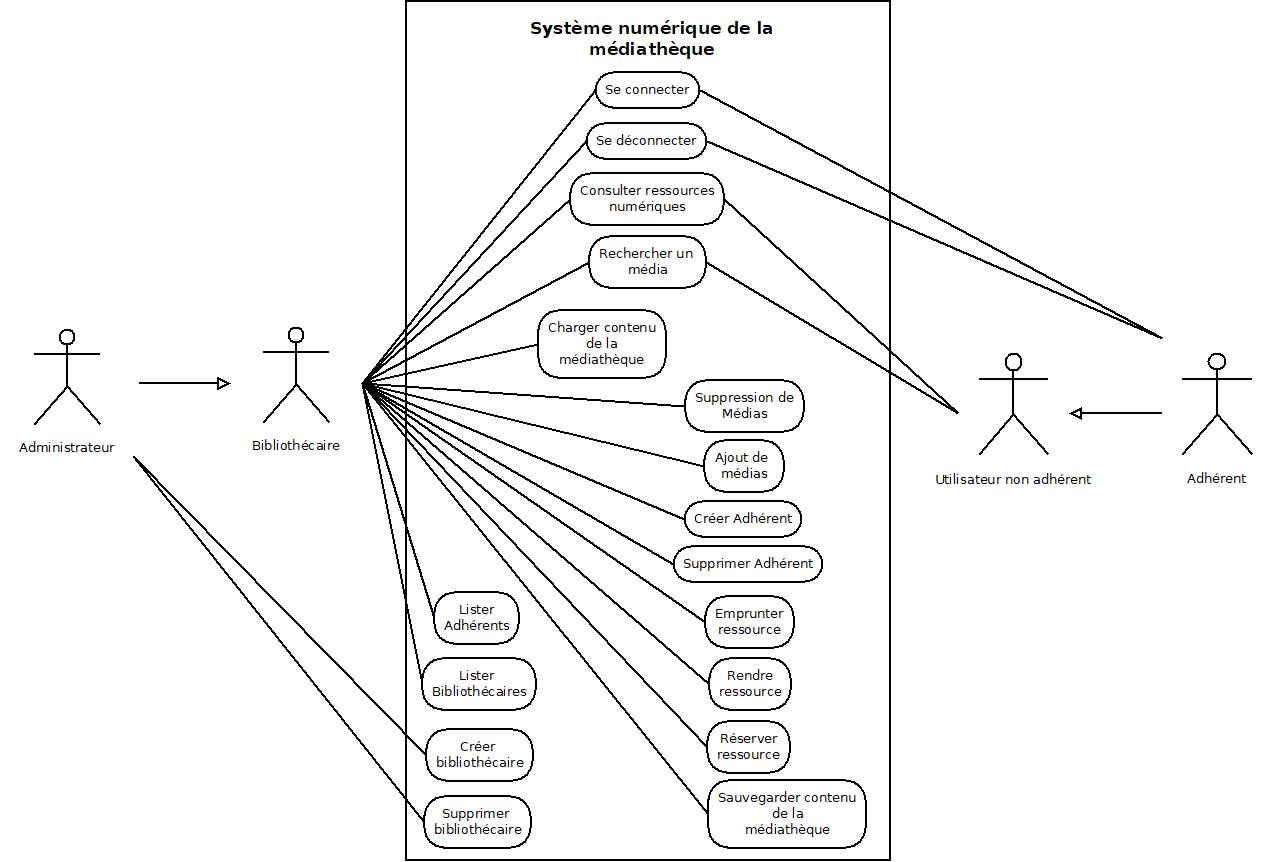 Système numérique de la
médiathèque
Se connecter
Se déconnecter
Consulter ressources
numériques
Rechercher un
média
Charger contenu
de la
médiathèque
Suppression de
Médias
Ajout de
médias
Créer Adhérent
Supprimer Adhérent
Emprunter
ressource
Rendre
ressource
Réserver
ressource
Sauvegarder contenu
de la
médiathèque
Lister
Adhérents
Lister
Bibliothécaires
Créer
bibliothécaire
Supprimer
bibliothécaire
Administrateur
Bibliothécaire
Utilisateur non adhérent
Adhérent